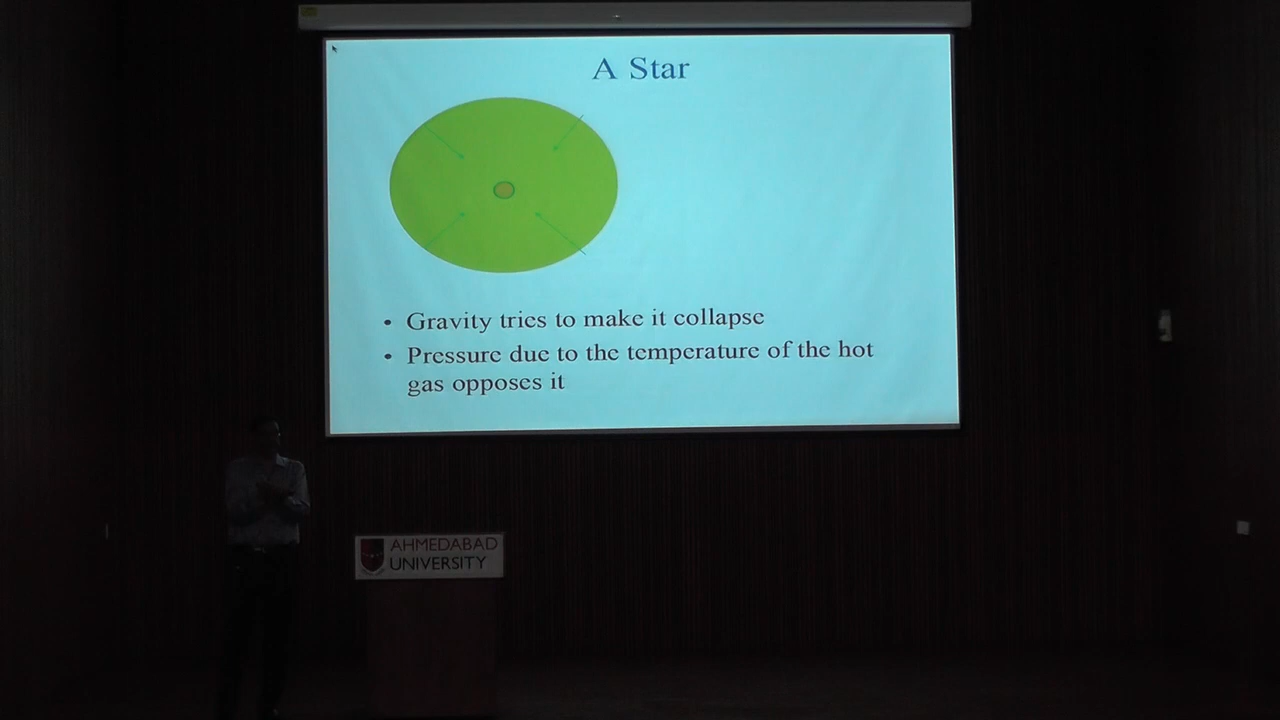 A Star
• Gravity tries to make it collapse
• Pressure due to the temperature of the hot
gas opposes it
AHMEDABAD
UNIVERSITY